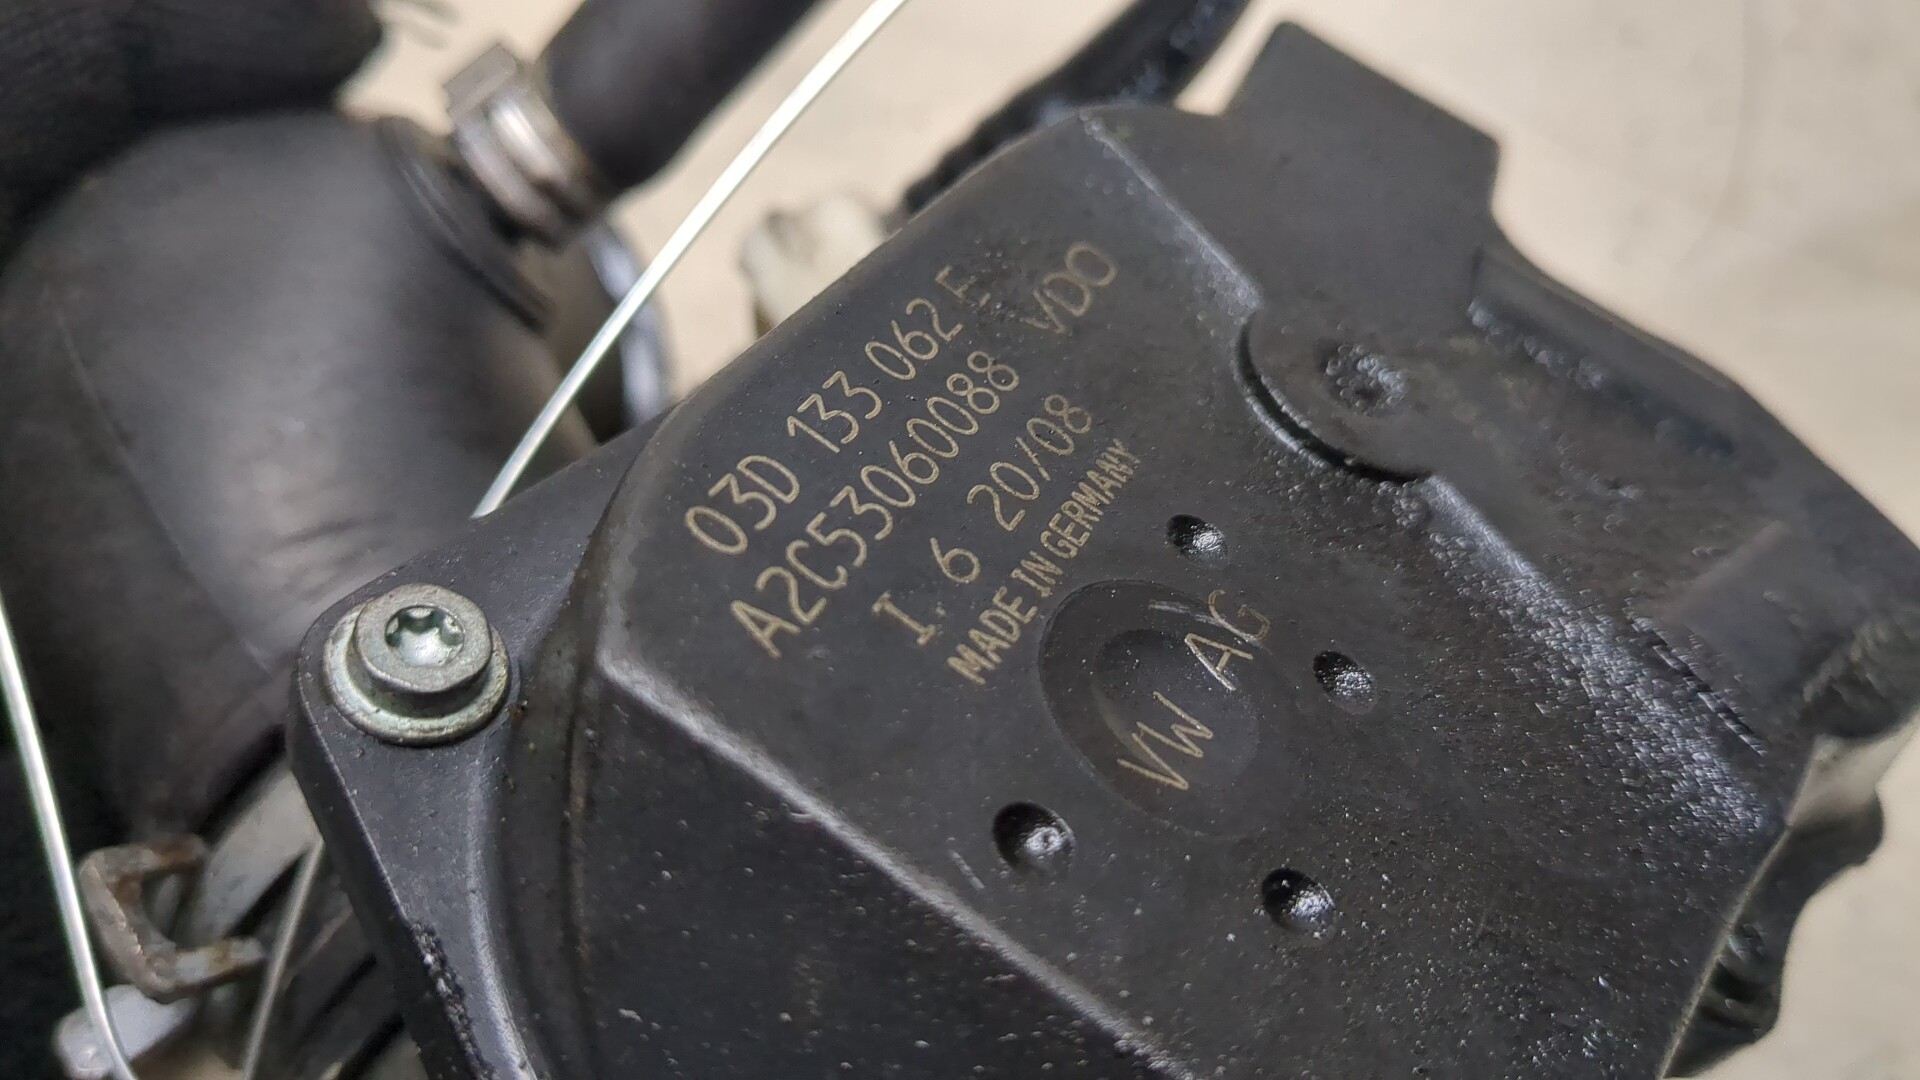 03D 133 062 E
A2C53060088 VDO
I 6 20/08
MADE IN GERMANY
VW AG